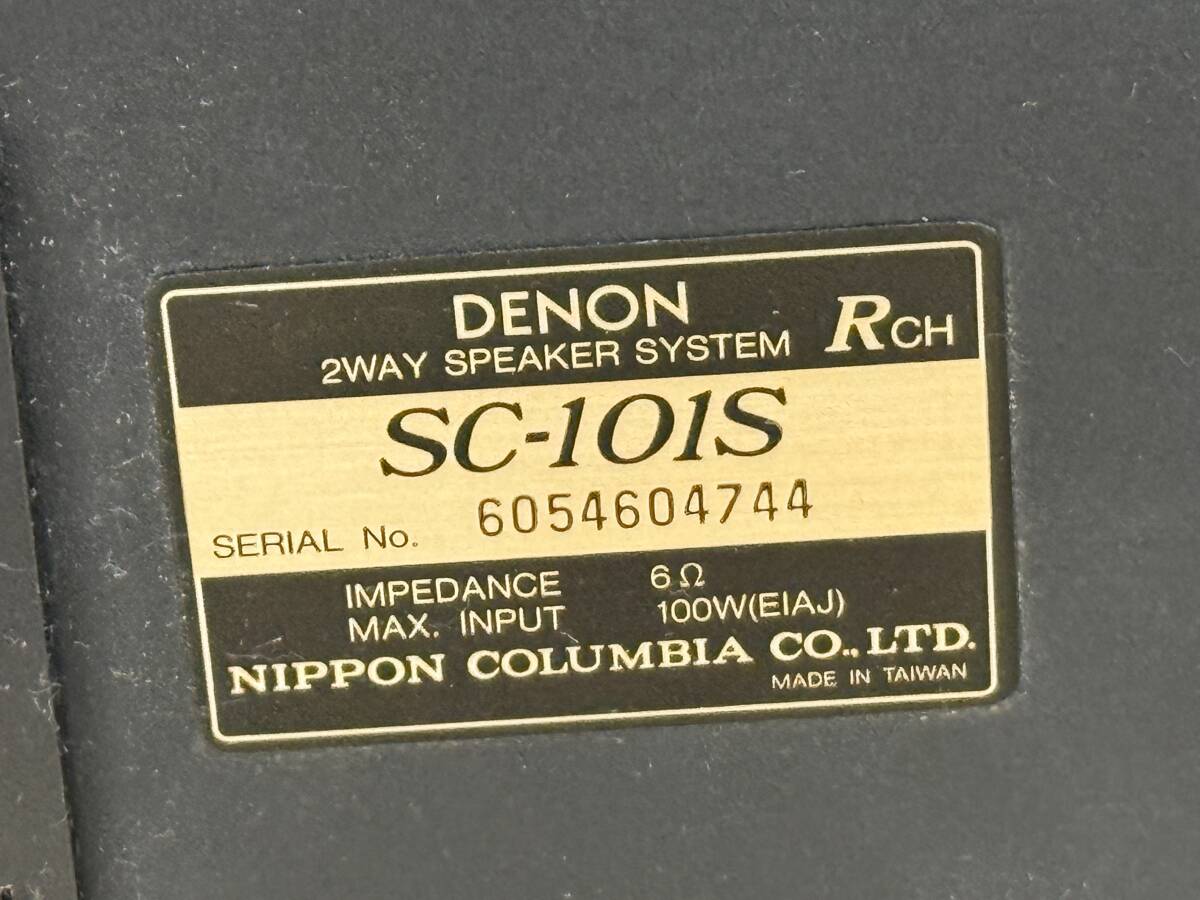 DENON
2WAY SPEAKER SYSTEM RCH
SC-101S
SERIAL No. 6054604744
IMPEDANCE 6Ω
MAX. INPUT 100W(EIAJ)
NIPPON COLUMBIA CO., LTD.
MADE IN TAIWAN